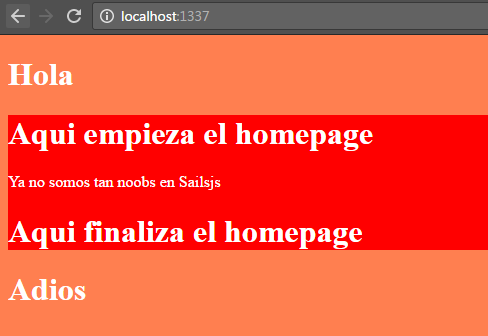 localhost:1337
Hola
Aqui empieza el homepage
Ya no somos tan noobs en Sailsjs
Aqui finaliza el homepage
Adios